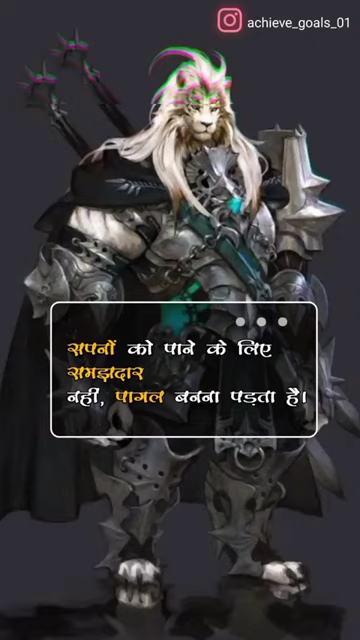 achieve_goals_01
सपनों को पाने के लिए
समझदार
नहीं, पागल बनना पड़ता है।